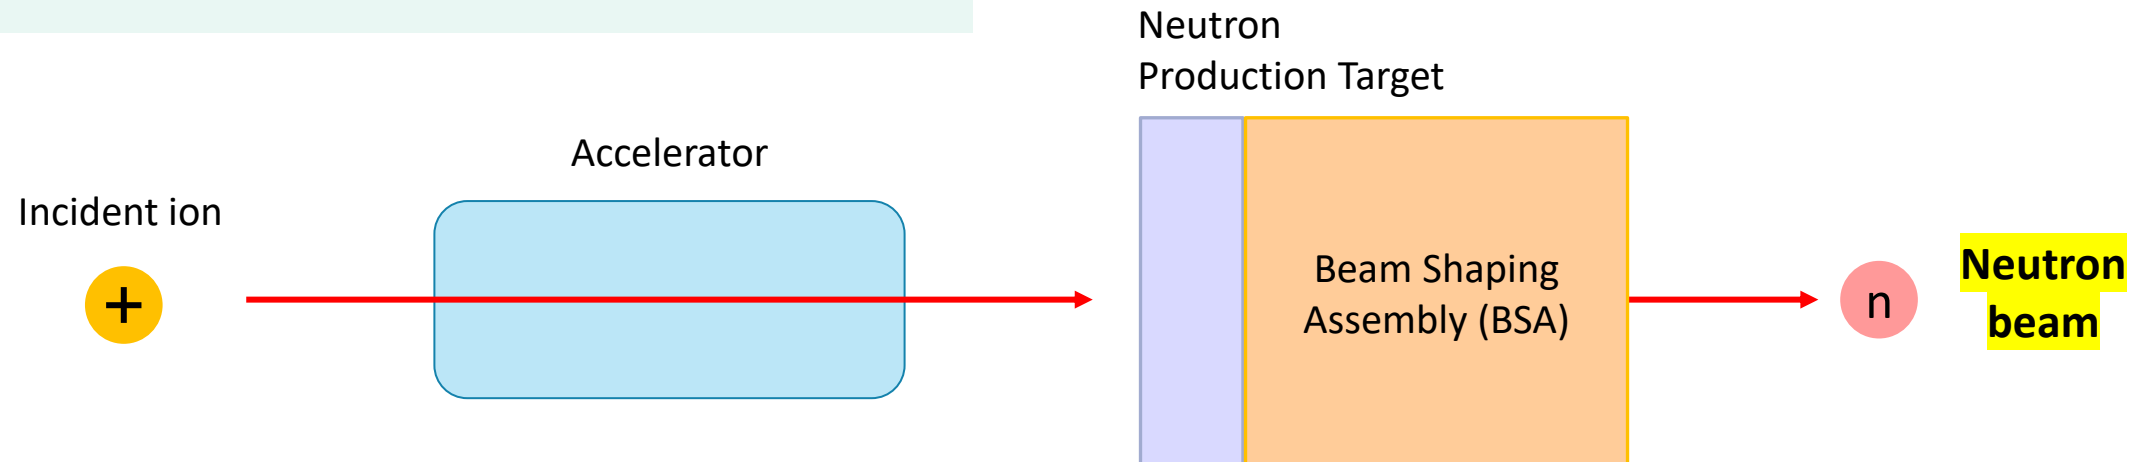 Neutron
Production Target
Accelerator
Incident ion
+
Beam Shaping
Assembly (BSA)
n
Neutron
beam